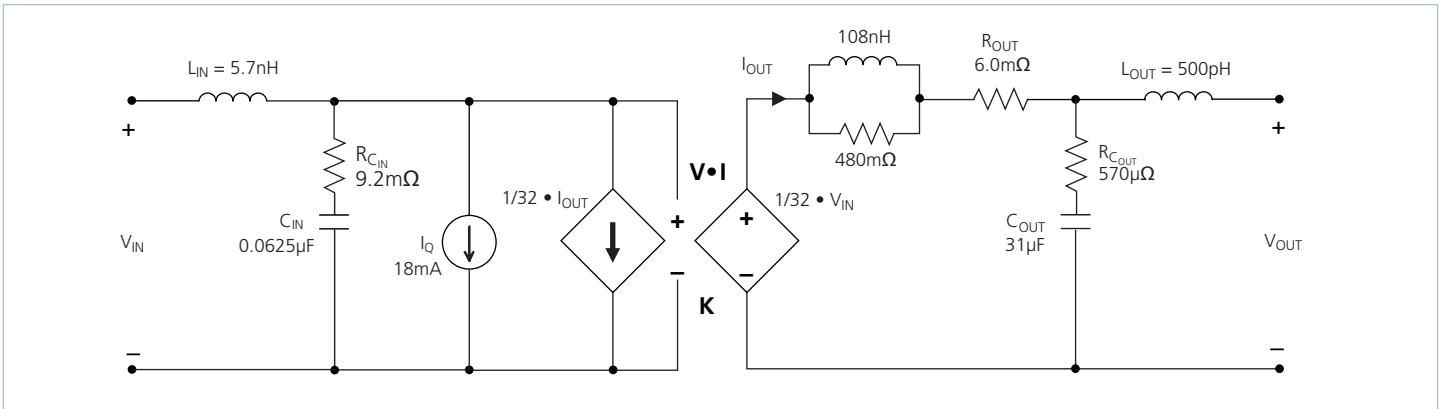 L_IN = 5.7nH
+
–
V_IN
R_C_IN
9.2mΩ
C_IN
0.0625µF
I_Q
18mA
1/32 • I_OUT
V•I
+
–
K
+
–
1/32 • V_IN
I_OUT
108nH
480mΩ
R_OUT
6.0mΩ
L_OUT = 500pH
R_C_OUT
570µΩ
C_OUT
31µF
+
–
V_OUT